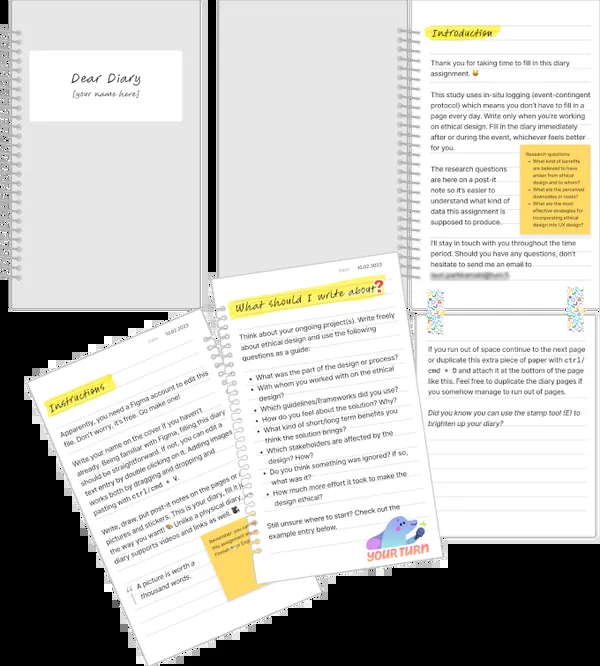 Dear Diary
[your name here]
Introduction
Thank you for taking time to fill in this diary
assignment. 😺
This study uses in-situ logging (event-contingent
protocol) which means you don't have to fill in a
page every day. Write only when you're working
on ethical design. Fill in the diary immediately
after or during the event, whichever feels better
for you.
The research questions
are here on a post-it
note so it's easier to
understand what kind of
data this assignment is
supposed to produce.
Research questions:
• What kind of benefits
are believed to have
arisen from ethical
design and to whom?
• What are the perceived
downsides or costs?
• What are the most
effective strategies for
incorporating ethical
design into UX design?
I'll stay in touch with you throughout the time
period. Should you have any questions, don't
hesitate to send me an email to
If you run out of space continue to the next page
or duplicate this extra piece of paper with ctrl/
cmd + D and attach it at the bottom of the page
like this. Feel free to duplicate the diary pages if
you somehow manage to run out of pages.
Did you know you can use the stamp tool (E) to
brighten up your diary?
Date: 10.02.2023
Instructions
Apparently, you need a Figma account to edit this
file. Don't worry, it's free. Go make one!
Write your name on the cover if you haven't
already. Being familiar with Figma, filling this diary
should be straightforward. If not, you can edit a
text entry by double clicking on it. Adding images
works both by dragging and dropping and
pasting with ctrl/cmd + V.
Write, draw, put post-it notes on the pages or
pictures and stickers. This is your diary, fill it
the way you want! 🎨 Unlike a physical diary,
diary supports videos and links as well. 📽
A picture is worth a
thousand words.
Remember, you can
this assignment
Finnish or
Date: 10.02.2023
What should I write about❓
Think about your ongoing project(s). Write freely
about ethical design and use the following
questions as a guide:
• What was the part of the design or process?
• With whom you worked with on the ethical
design?
• Which guidelines/frameworks did you use?
• How do you feel about the solution? Why?
• What kind of short/long term benefits you
think the solution brings?
• Which stakeholders are affected by the
design? How?
• Do you think something was ignored? If so,
what was it?
• How much more effort it took to make the
design ethical?
Still unsure where to start? Check out the
example entry below.
YOUR TURN